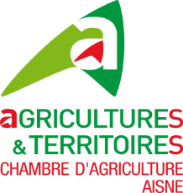 a
aGRICULTURES
& TERRITOIRES
CHAMBRE D'AGRICULTURE
AISNE